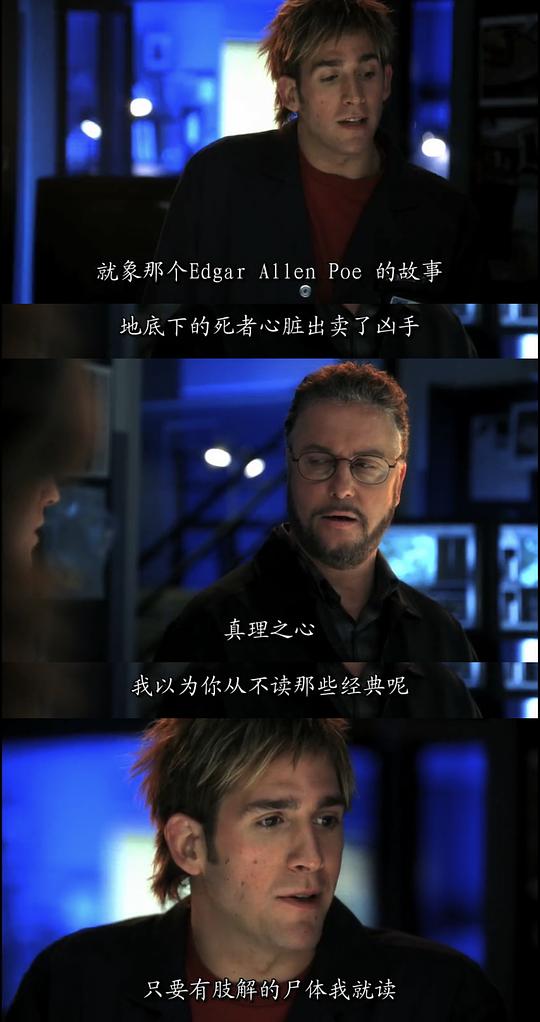 就象那个Edgar Allen Poe 的故事
地底下的死者心脏出卖了凶手
真理之心
我以为你从不读那些经典呢
只要有肢解的尸体我就读